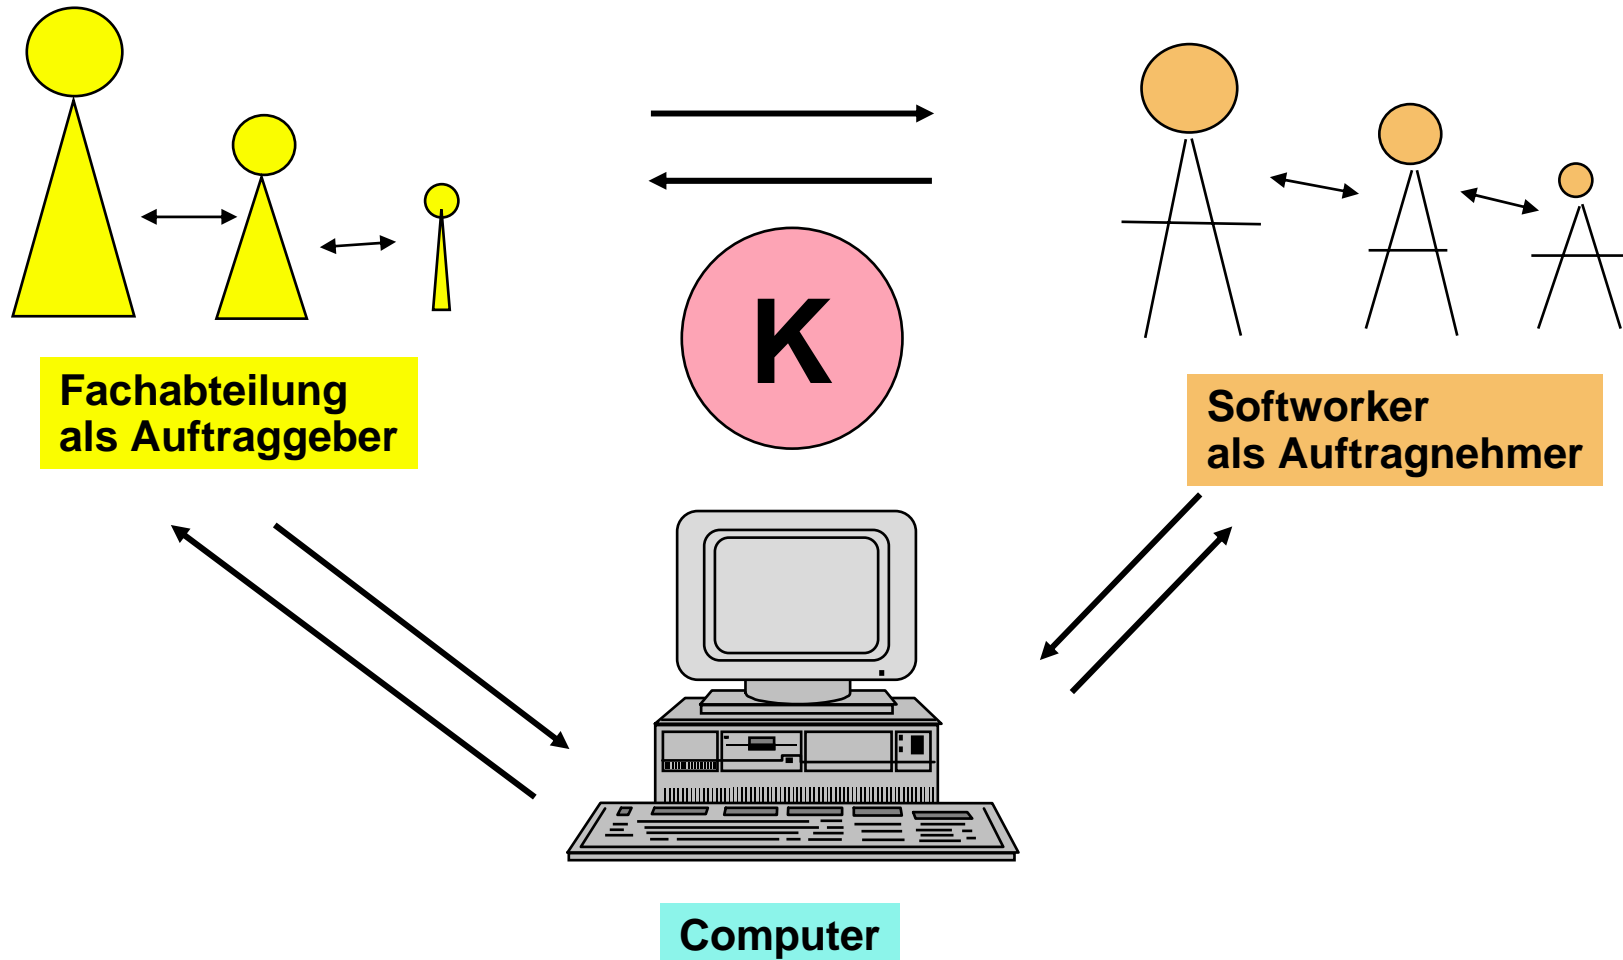 K
Fachabteilung
als Auftraggeber
Softworker
als Auftragnehmer
Computer